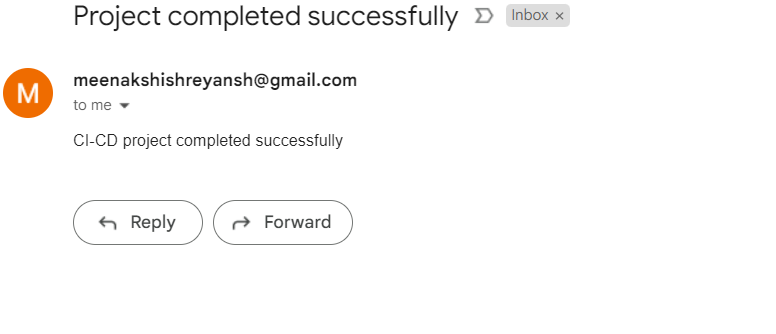 Project completed successfully Inbox ×
M
meenakshishreyansh@gmail.com
to me
CI-CD project completed successfully
Reply Forward